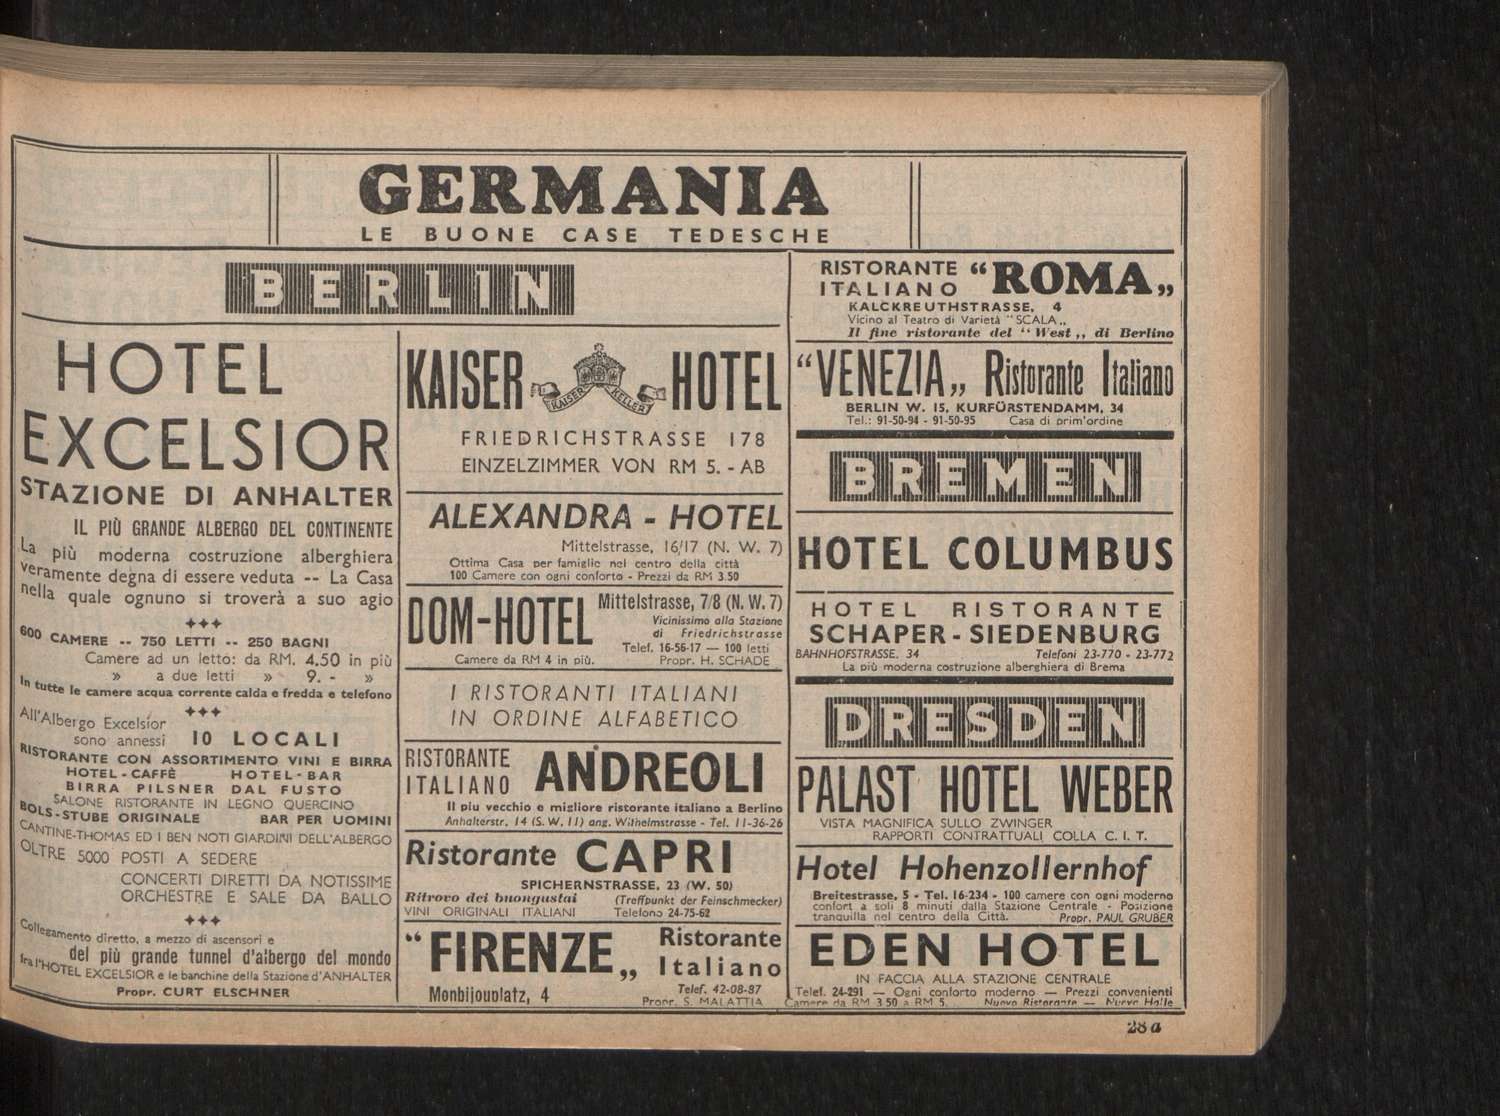 GERMANIA
LE BUONE CASE TEDESCHE
BERLIN
HOTEL
EXCELSIOR
STAZIONE DI ANHALTER
IL PIÙ GRANDE ALBERGO DEL CONTINENTE
La più moderna costruzione alberghiera
veramente degna di essere veduta -- La Casa
nella quale ognuno si troverà a suo agio
+++
600 CAMERE -- 750 LETTI -- 250 BAGNI
Camere ad un letto: da RM. 4.50 in più
» a due letti » 9. - »
In tutte le camere acqua corrente calda e fredda e telefono
+++
All'Albergo Excelsior
sono annessi 10 LOCALI
RISTORANTE CON ASSORTIMENTO VINI E BIRRA
HOTEL-CAFFÈ HOTEL-BAR
BIRRA PILSNER DAL FUSTO
SALONE RISTORANTE IN LEGNO QUERCINO
BOLS-STUBE ORIGINALE BAR PER UOMINI
CANTINE-THOMAS ED I BEN NOTI GIARDINI DELL'ALBERGO
OLTRE 5000 POSTI A SEDERE
CONCERTI DIRETTI DA NOTISSIME
ORCHESTRE E SALE DA BALLO
+++
Collegamento diretto, a mezzo di ascensori e
del più grande tunnel d'albergo del mondo
fra l'HOTEL EXCELSIOR e le banchine della Stazione d'ANHALTER
Propr. CURT ELSCHNER
KAISER HOTEL
KAISER KELLER
FRIEDRICHSTRASSE 178
EINZELZIMMER VON RM 5. - AB
ALEXANDRA - HOTEL
Mittelstrasse, 16/17 (N. W. 7)
Ottima Casa per famiglie nel centro della città
100 Camere con ogni conforto - Prezzi da RM 3.50
DOM-HOTEL
Mittelstrasse, 7/8 (N. W. 7)
Vicinissimo alla Stazione
di Friedrichstrasse
Telef. 16-56-17 — 100 letti
Camere da RM 4 in più. Propr. H. SCHADE
I RISTORANTI ITALIANI
IN ORDINE ALFABETICO
RISTORANTE
ITALIANO ANDREOLI
Il piu vecchio e migliore ristorante italiano a Berlino
Anhalterstr. 14 (S. W. 11) ang. Wilhelmstrasse - Tel. 11-36-26
Ristorante CAPRI
SPICHERNSTRASSE, 23 (W. 50)
Ritrovo dei buongustai (Treffpunkt der Feinschmecker)
VINI ORIGINALI ITALIANI Telefono 24-75-62
"FIRENZE„ Ristorante
Italiano
Telef. 42-08-87
Monbijouplatz, 4 Propr. S. MALATTIA
RISTORANTE
ITALIANO "ROMA„
KALCKREUTHSTRASSE, 4
Vicino al Teatro di Varietà "SCALA„
Il fine ristorante del "West„ di Berlino
"VENEZIA„ Ristorante Italiano
BERLIN W. 15, KURFÜRSTENDAMM, 34
Tel.: 91-50-94 - 91-50-95 Casa di prim'ordine
BREMEN
HOTEL COLUMBUS
HOTEL RISTORANTE
SCHAPER-SIEDENBURG
BAHNHOFSTRASSE, 34 Telefoni 23-770 - 23-772
La più moderna costruzione alberghiera di Brema
DRESDEN
PALAST HOTEL WEBER
VISTA MAGNIFICA SULLO ZWINGER
RAPPORTI CONTRATTUALI COLLA C. I. T.
Hotel Hohenzollernhof
Breitestrasse, 5 - Tel. 16-234 - 100 camere con ogni moderno
confort a soli 8 minuti dalla Stazione Centrale - Posizione
tranquilla nel centro della Città. Propr. PAUL GRUBER
EDEN HOTEL
IN FACCIA ALLA STAZIONE CENTRALE
Telef. 24-291 — Ogni conforto moderno — Prezzi convenienti
Camere da RM 3 50 a RM 5. Nuovo Ristorante — Nuove Halle
28 a